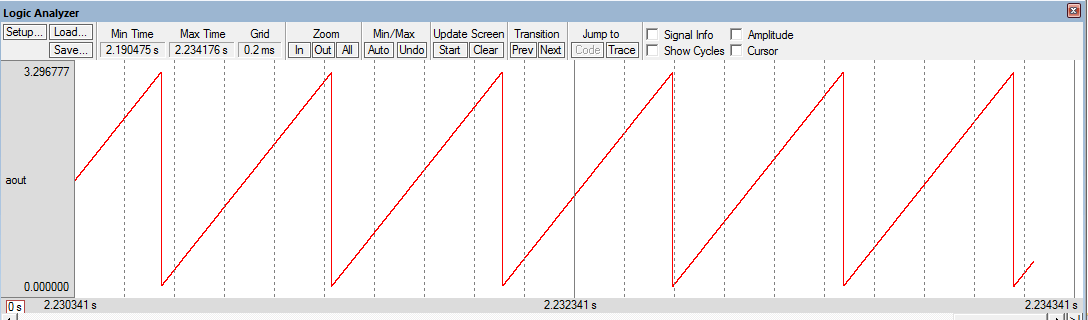 Logic Analyzer
Setup... Load... Min Time Max Time Grid Zoom Min/Max Update Screen Transition Jump to Signal Info Amplitude
Save... 2.190475 s 2.234176 s 0.2 ms In Out All Auto Undo Start Clear Prev Next Code Trace Show Cycles Cursor
3.296777
aout
0.000000
0 s 2.230341 s 2.232341 s 2.234341 s